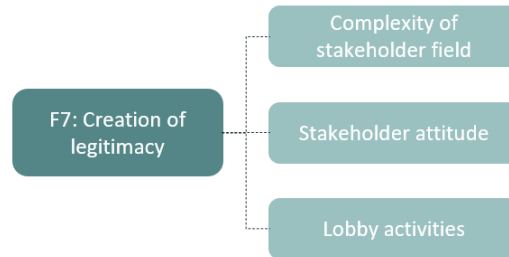 Complexity of
stakeholder field
F7: Creation of
legitimacy
Stakeholder attitude
Lobby activities